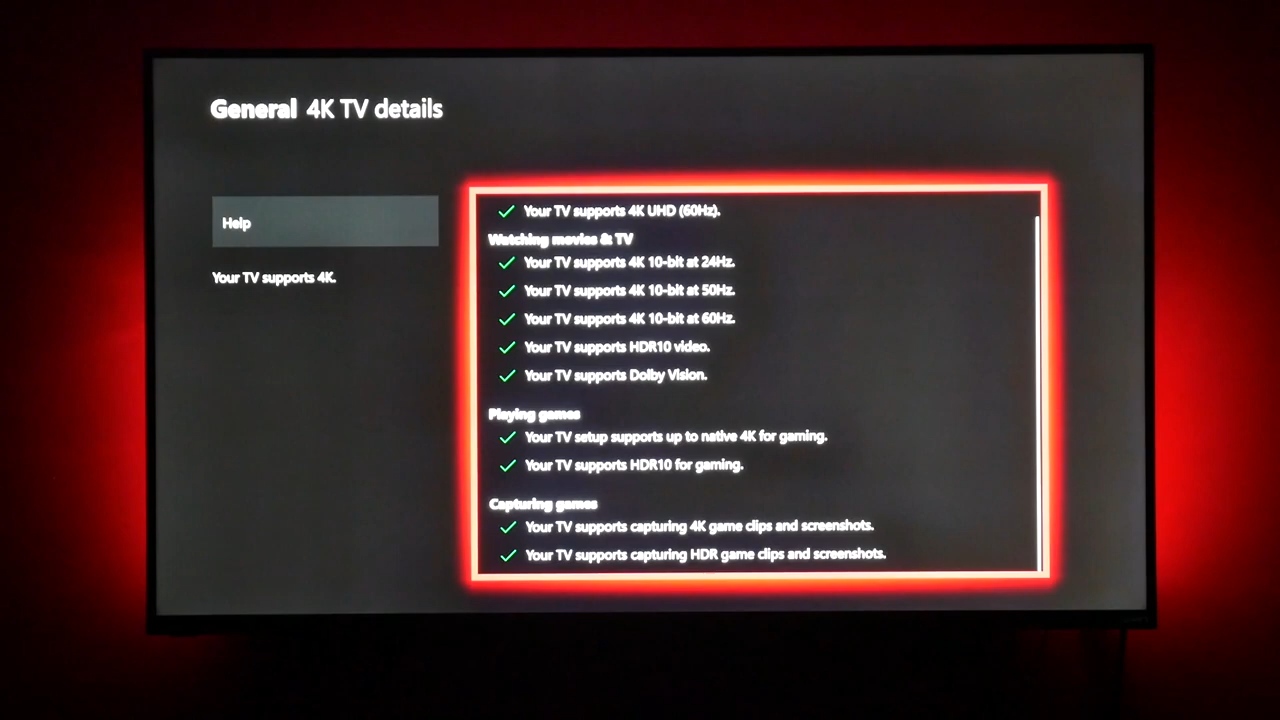 General 4K TV details
Help
Your TV supports 4K.
Your TV supports 4K UHD (60Hz).
Watching movies & TV
Your TV supports 4K 10-bit at 24Hz.
Your TV supports 4K 10-bit at 50Hz.
Your TV supports 4K 10-bit at 60Hz.
Your TV supports HDR10 video.
Your TV supports Dolby Vision.
Playing games
Your TV setup supports up to native 4K for gaming.
Your TV supports HDR10 for gaming.
Capturing games
Your TV supports capturing 4K game clips and screenshots.
Your TV supports capturing HDR game clips and screenshots.